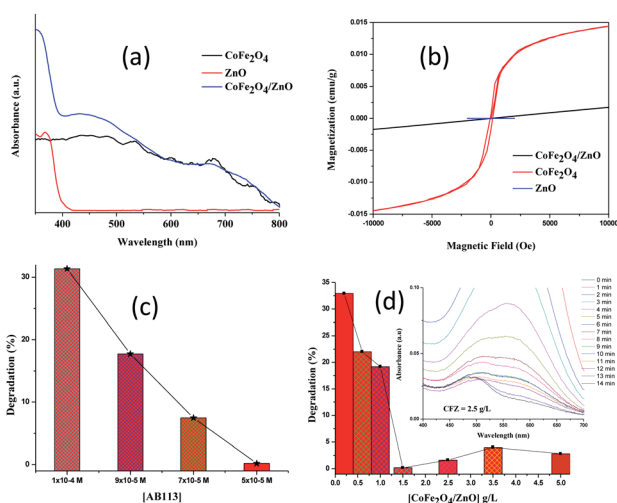 (a)
CoFe2O4
ZnO
CoFe2O4/ZnO
Absorbance (a.u.)
400 500 600 700 800
Wavelength (nm)
(b)
0.015
0.010
0.005
0.000
-0.005
-0.010
-0.015
Magnetization (emu/g)
CoFe2O4/ZnO
CoFe2O4
ZnO
-10000 -5000 0 5000 10000
Magnetic Field (Oe)
(c)
30
20
10
0
Degradation (%)
1x10-4 M 9x10-5 M 7x10-5 M 5x10-5 M
[AB113]
(d)
35
30
25
20
15
10
5
0
Degradation (%)
0.0 0.5 1.0 1.5 2.0 2.5 3.0 3.5 4.0 4.5 5.0
[CoFe2O4/ZnO] g/L
0.10
0.05
0.00
Absorbance (a.u)
CFZ = 2.5 g/L
400 450 500 550 600 650 700
Wavelength (nm)
0 min
1 min
2 min
3 min
4 min
5 min
6 min
7 min
8 min
9 min
10 min
11 min
12 min
13 min
14 min